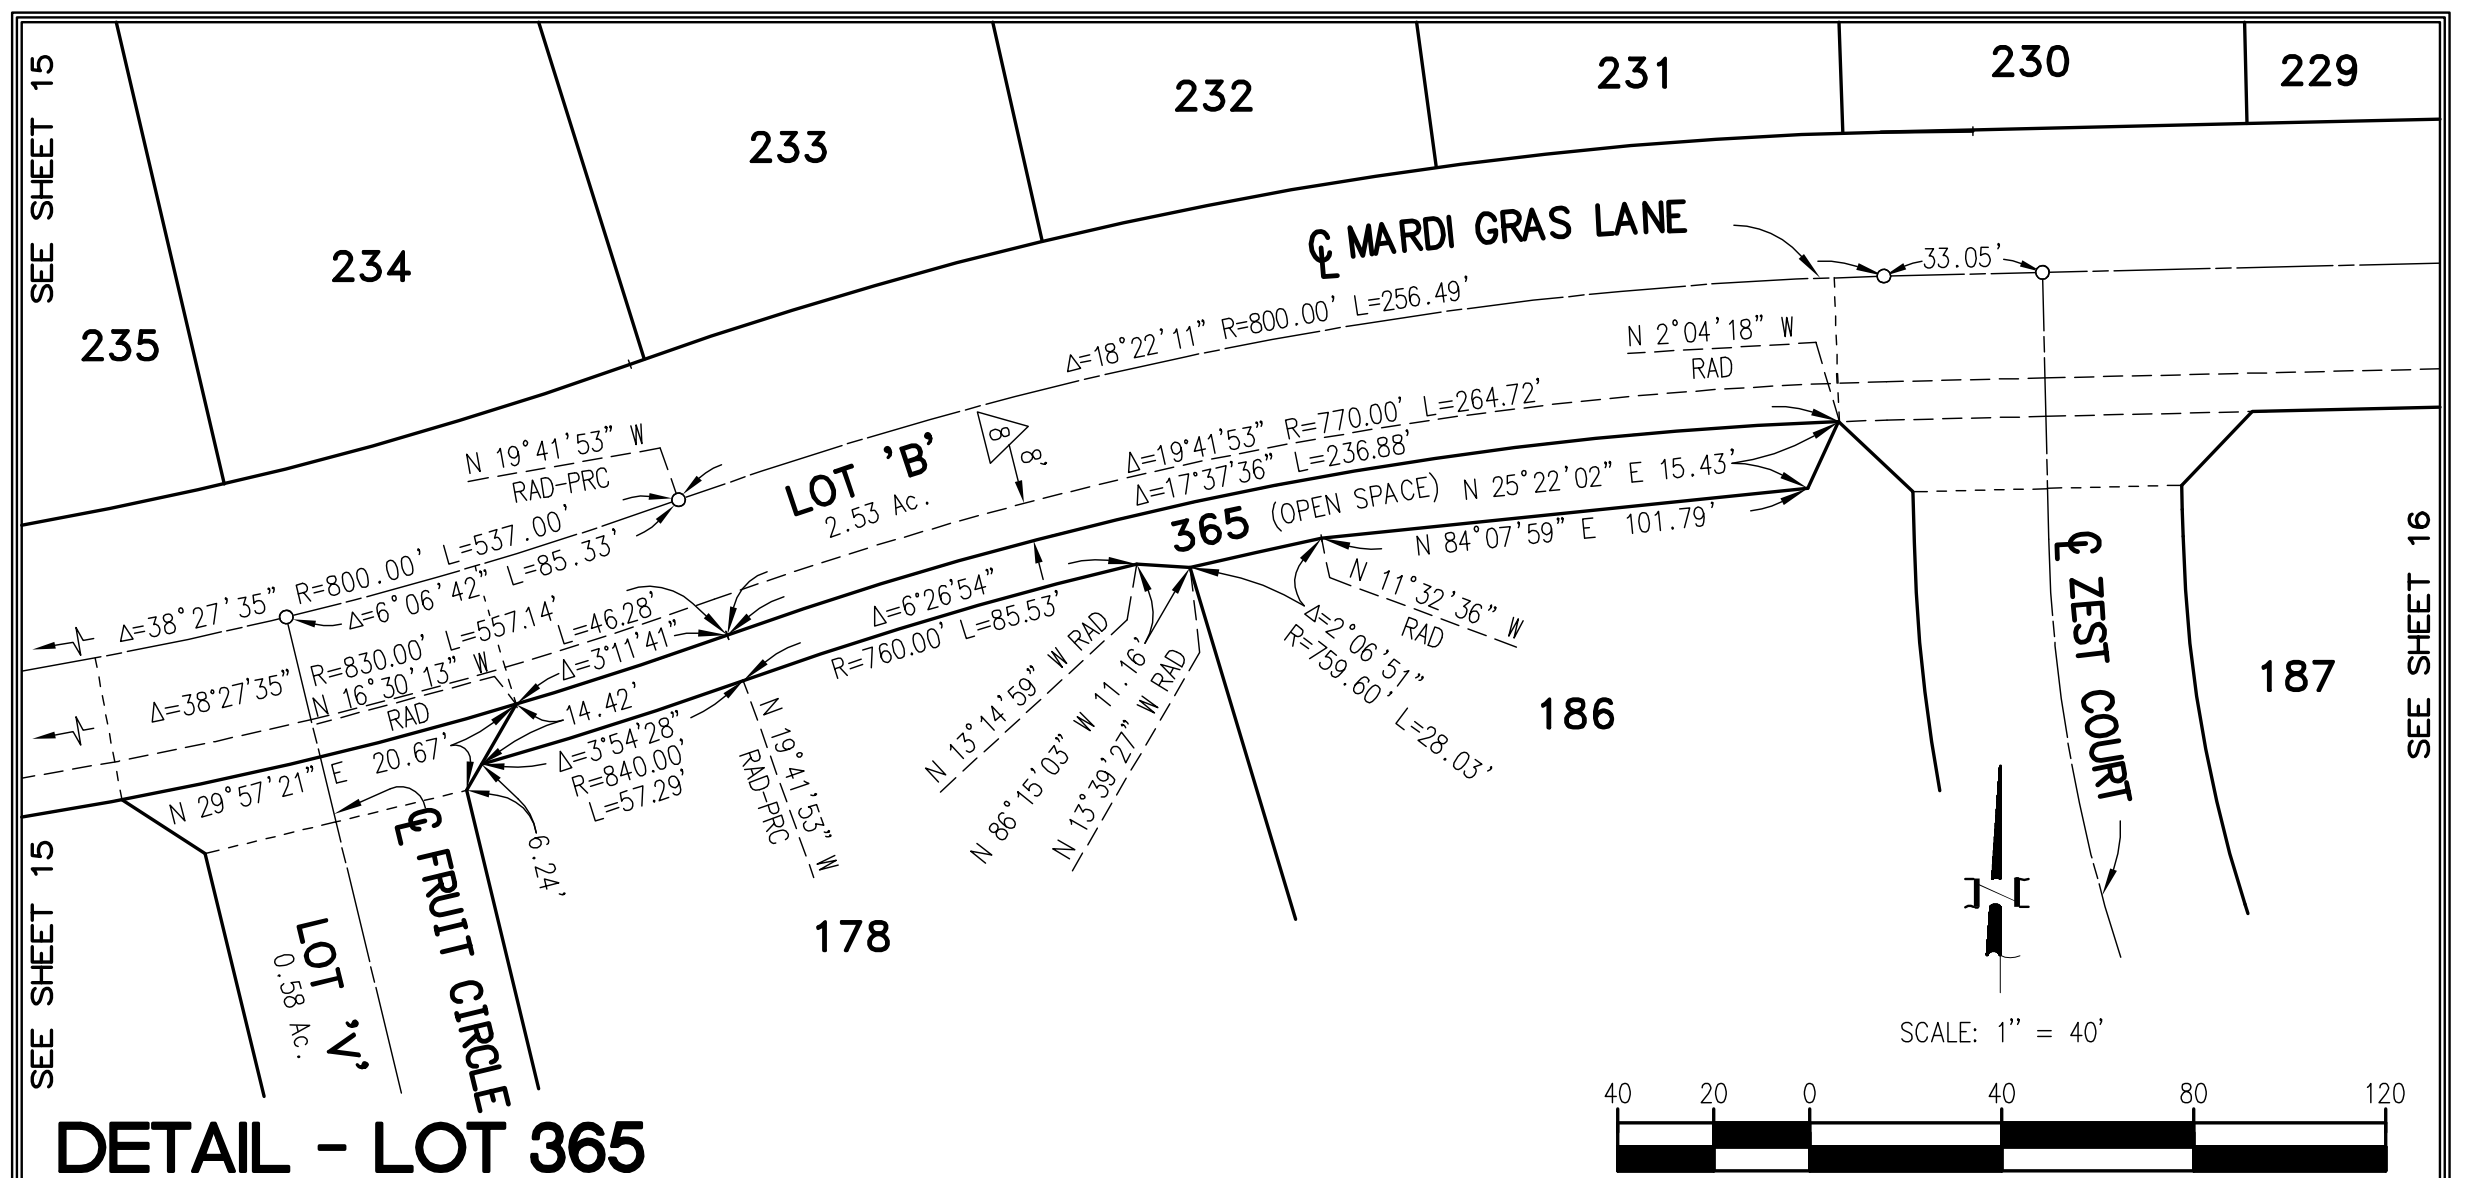 SEE SHEET 15
235
234
233
232
231
230
229
℄ MARDI GRAS LANE
33.05'
Δ=18°22'11" R=800.00' L=256.49'
N 2°04'18" W
RAD
N 19°41'53" W
RAD-PRC
LOT 'B'
2.53 Ac.
8
8'
Δ=19°41'53" R=770.00' L=264.72'
Δ=17°37'36" L=236.88'
365 (OPEN SPACE) N 25°22'02" E 15.43'
N 84°07'59" E 101.79'
Δ=38°27'35" R=800.00' L=537.00'
Δ=6°06'42" L=85.33'
Δ=38°27'35" R=830.00' L=557.14'
L=46.28'
Δ=3°11'41"
N 16°30'13" W
RAD
N 29°57'21" E 20.67'
14.42'
Δ=3°54'28"
R=840.00'
L=57.29'
6.24'
N 19°41'53" W
RAD-PRC
Δ=6°26'54"
R=760.00' L=85.53'
N 13°14'59" W RAD
N 86°15'03" W 11.16'
N 13°39'27" W RAD
N 11°32'36" W
RAD
Δ=2°06'51"
R=759.60' L=28.03'
186
187
178
℄ ZEST COURT
SEE SHEET 16
SEE SHEET 15
LOT 'V'
0.58 Ac.
℄ FRUIT CIRCLE
N
SCALE: 1" = 40'
40 20 0 40 80 120
DETAIL - LOT 365